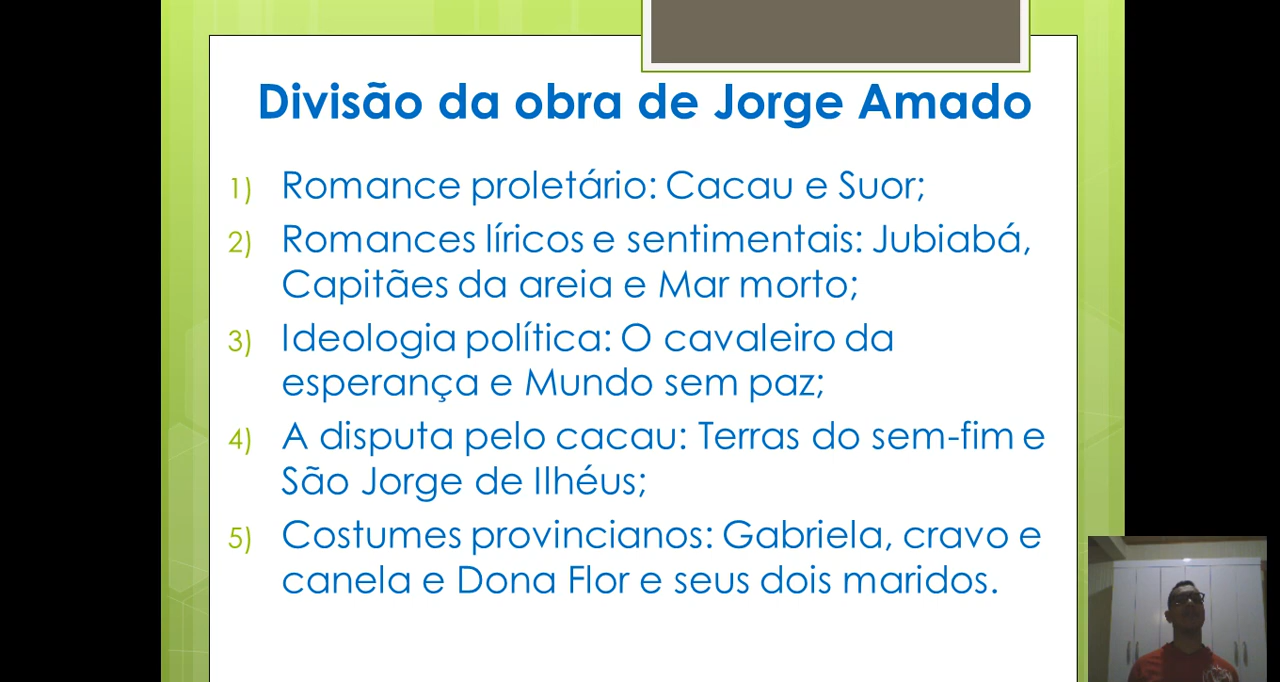 Divisão da obra de Jorge Amado
1) Romance proletário: Cacau e Suor;
2) Romances líricos e sentimentais: Jubiabá,
Capitães da areia e Mar morto;
3) Ideologia política: O cavaleiro da
esperança e Mundo sem paz;
4) A disputa pelo cacau: Terras do sem-fim e
São Jorge de Ilhéus;
5) Costumes provincianos: Gabriela, cravo e
canela e Dona Flor e seus dois maridos.